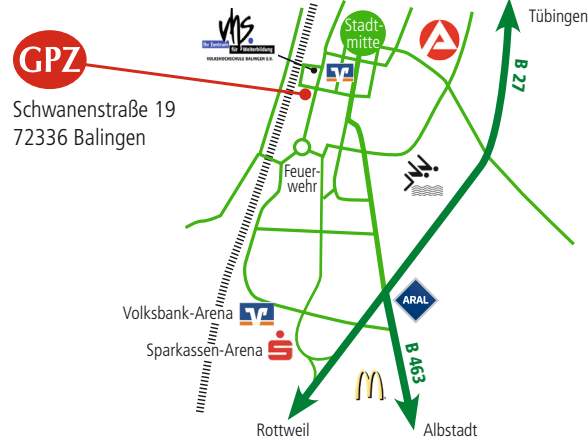 Tübingen
vhs.
Ihr Zentrum
für Weiterbildung
VOLKSHOCHSCHULE BALINGEN E.V.
Stadt-
mitte
GPZ
B 27
Schwanenstraße 19
72336 Balingen
Feuer-
wehr
ARAL
Volksbank-Arena
Sparkassen-Arena
B 463
Rottweil
Albstadt